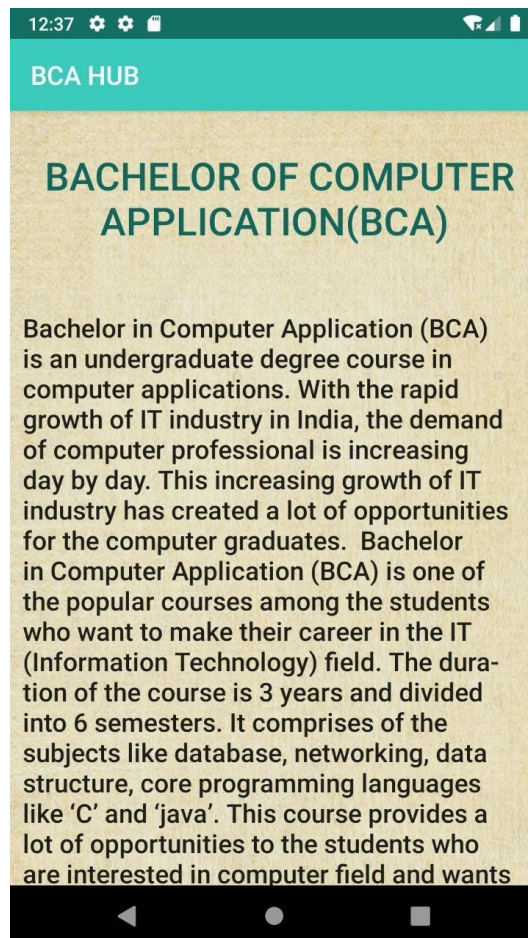 12:37
BCA HUB
BACHELOR OF COMPUTER
APPLICATION(BCA)
Bachelor in Computer Application (BCA)
is an undergraduate degree course in
computer applications. With the rapid
growth of IT industry in India, the demand
of computer professional is increasing
day by day. This increasing growth of IT
industry has created a lot of opportunities
for the computer graduates.  Bachelor
in Computer Application (BCA) is one of
the popular courses among the students
who want to make their career in the IT
(Information Technology) field. The dura-
tion of the course is 3 years and divided
into 6 semesters. It comprises of the
subjects like database, networking, data
structure, core programming languages
like ‘C’ and ‘java’. This course provides a
lot of opportunities to the students who
are interested in computer field and wants